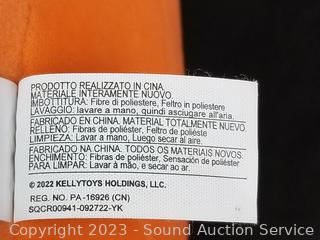 PRODOTTO REALIZZATO IN CINA.
MATERIALE INTERAMENTE NUOVO.
IMBOTTITURA: Fibre di poliestere, Feltro in poliestere
LAVAGGIO: lavare a mano, quindi asciugare all'aria.
FABRICADO EN CHINA. MATERIAL TOTALMENTE NUEVO.
RELLENO: Fibras de poliéster, Feltro de polieste
LIMPIEZA: Lavar a mano, Luego secar al aire.
FABRICADO NA CHINA. TODOS OS MATERIAIS NOVOS.
ENCHIMENTO: Fibras de poliéster, Sensación de poliéster
PARA LIMPAR: Lavar à mão, e secar ao ar.
© 2022 KELLYTOYS HOLDINGS, LLC.
REG. NO. PA-16926 (CN)
SQCR00941-092722-YK
Copyright 2023 - Sound Auction Service